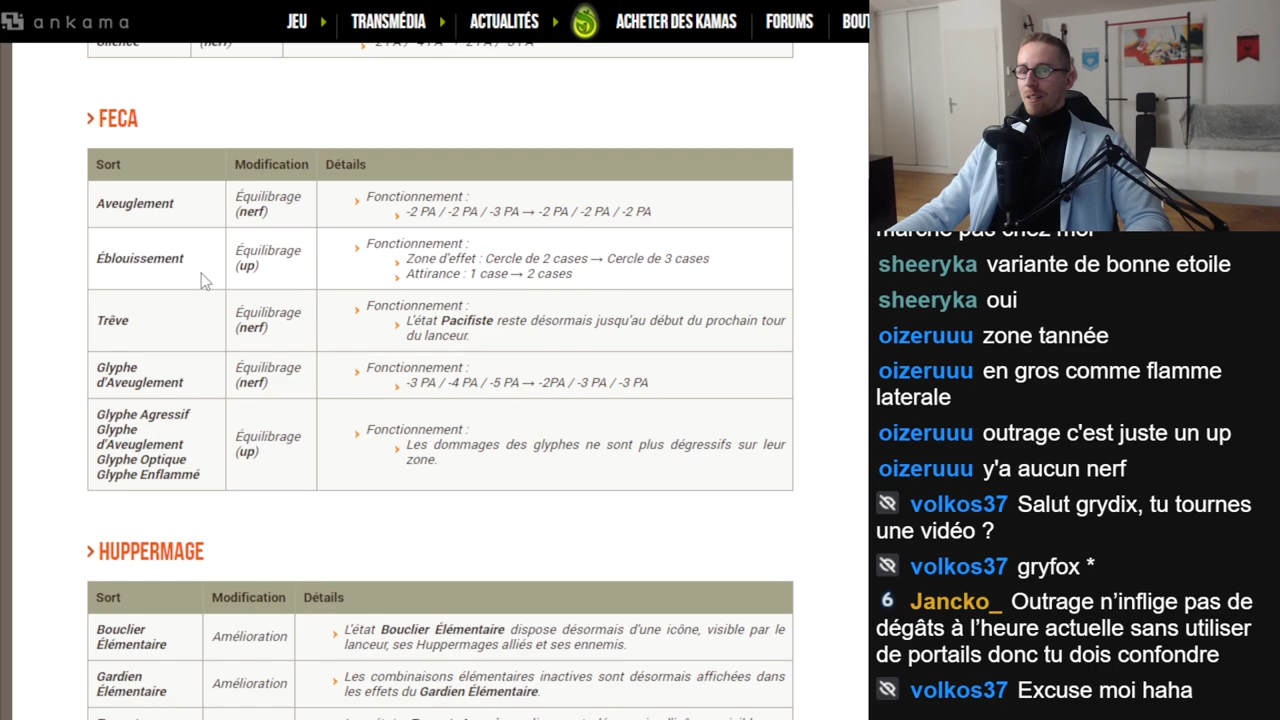 ankama JEU TRANSMÉDIA ACTUALITÉS ACHETER DES KAMAS FORUMS BOU
> FECA
Sort Modification Détails
Aveuglement
Équilibrage
(nerf)
Fonctionnement :
-2 PA / -2 PA / -3 PA → -2 PA / -2 PA / -2 PA
Éblouissement
Équilibrage
(up)
Fonctionnement :
Zone d'effet : Cercle de 2 cases → Cercle de 3 cases
Attirance : 1 case → 2 cases
Trêve
Équilibrage
(nerf)
Fonctionnement :
L'état Pacifiste reste désormais jusqu'au début du prochain tour
du lanceur.
Glyphe
d'Aveuglement
Équilibrage
(nerf)
Fonctionnement :
-3 PA / -4 PA / -5 PA → -2PA / -3 PA / -3 PA
Glyphe Agressif
Glyphe
d'Aveuglement
Glyphe Optique
Glyphe Enflammé
Équilibrage
(up)
Fonctionnement :
Les dommages des glyphes ne sont plus dégressifs sur leur
zone.
> HUPPERMAGE
Sort Modification Détails
Bouclier
Élémentaire
Amélioration
L'état Bouclier Élémentaire dispose désormais d'une icône, visible par le
lanceur, ses Huppermages alliés et ses ennemis.
Gardien
Élémentaire
Amélioration
Les combinaisons élémentaires inactives sont désormais affichées dans
les effets du Gardien Élémentaire.
sheeryka variante de bonne etoile
sheeryka oui
oizeruuu zone tannée
oizeruuu en gros comme flamme
laterale
oizeruuu outrage c'est juste un up
oizeruuu y'a aucun nerf
volkos37 Salut grydix, tu tournes
une vidéo ?
volkos37 gryfox *
6 Jancko_ Outrage n'inflige pas de
dégâts à l'heure actuelle sans utiliser
de portails donc tu dois confondre
volkos37 Excuse moi haha